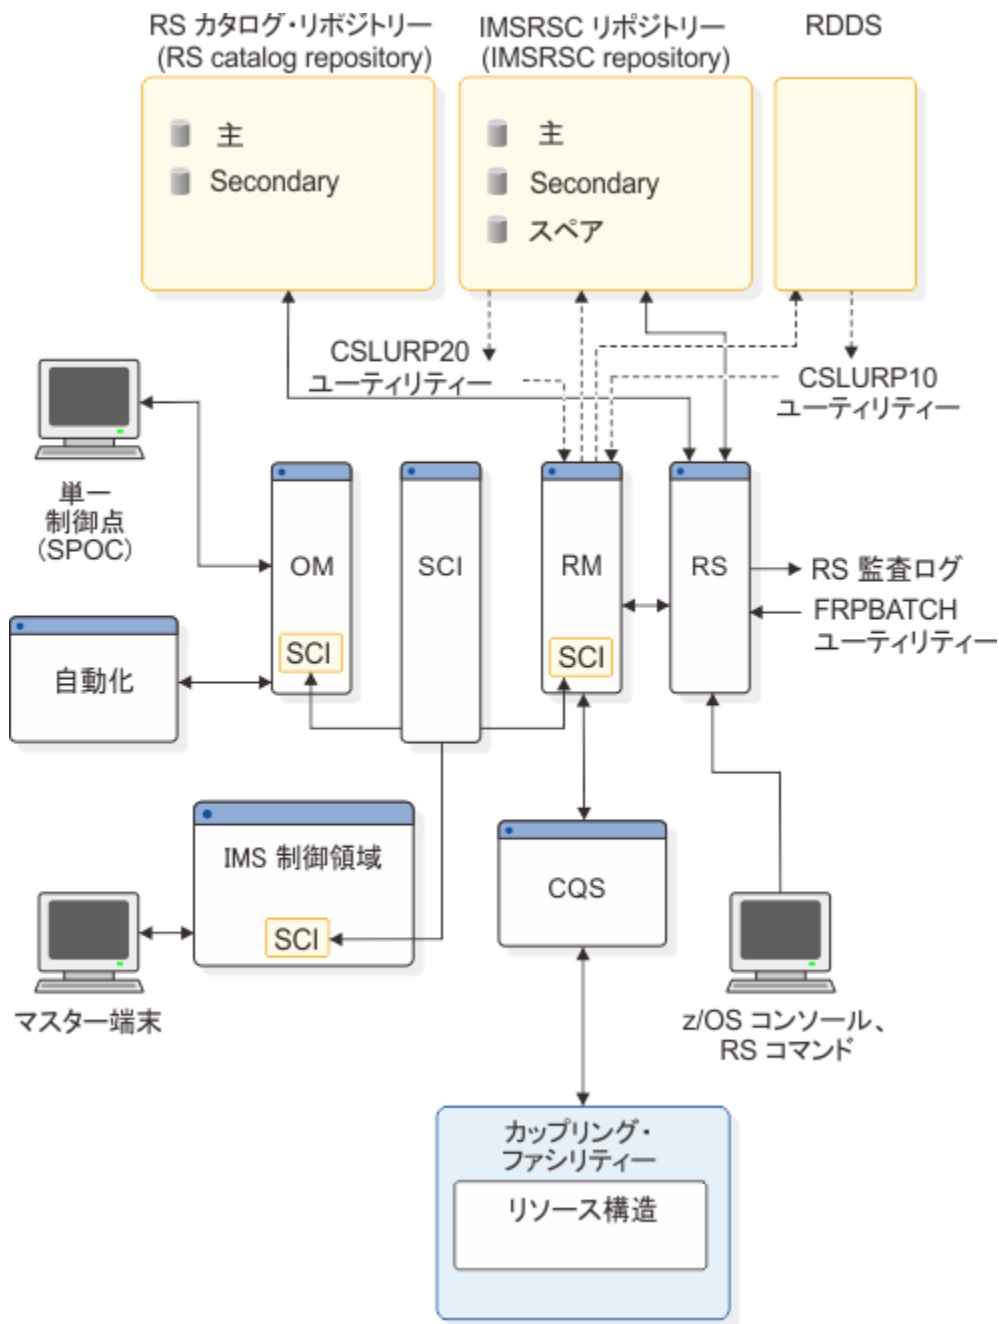 RS カタログ・リポジトリー
(RS catalog repository)
IMSRSC リポジトリー
(IMSRSC repository)
RDDS
主
Secondary
主
Secondary
スペア
CSLURP20
ユーティリティー
CSLURP10
ユーティリティー
単一
制御点
(SPOC)
OM
SCI
SCI
RM
SCI
RS
RS 監査ログ
FRPBATCH
ユーティリティー
自動化
IMS 制御領域
SCI
マスター端末
CQS
z/OS コンソール、
RS コマンド
カップリング・
ファシリティー
リソース構造